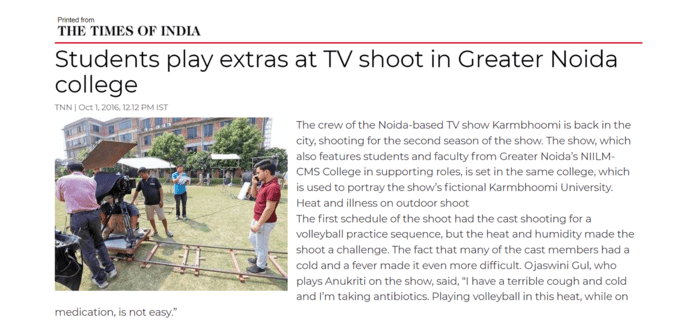 Printed from
THE TIMES OF INDIA
Students play extras at TV shoot in Greater Noida
college
TNN | Oct 1, 2016, 12.12 PM IST
The crew of the Noida-based TV show Karmbhoomi is back in the
city, shooting for the second season of the show. The show, which
also features students and faculty from Greater Noida's NIILM-
CMS College in supporting roles, is set in the same college, which
is used to portray the show's fictional Karmbhoomi University.
Heat and illness on outdoor shoot
The first schedule of the shoot had the cast shooting for a
volleyball practice sequence, but the heat and humidity made the
shoot a challenge. The fact that many of the cast members had a
cold and a fever made it even more difficult. Ojaswini Gul, who
plays Anukriti on the show, said, "I have a terrible cough and cold
and I'm taking antibiotics. Playing volleyball in this heat, while on
medication, is not easy."